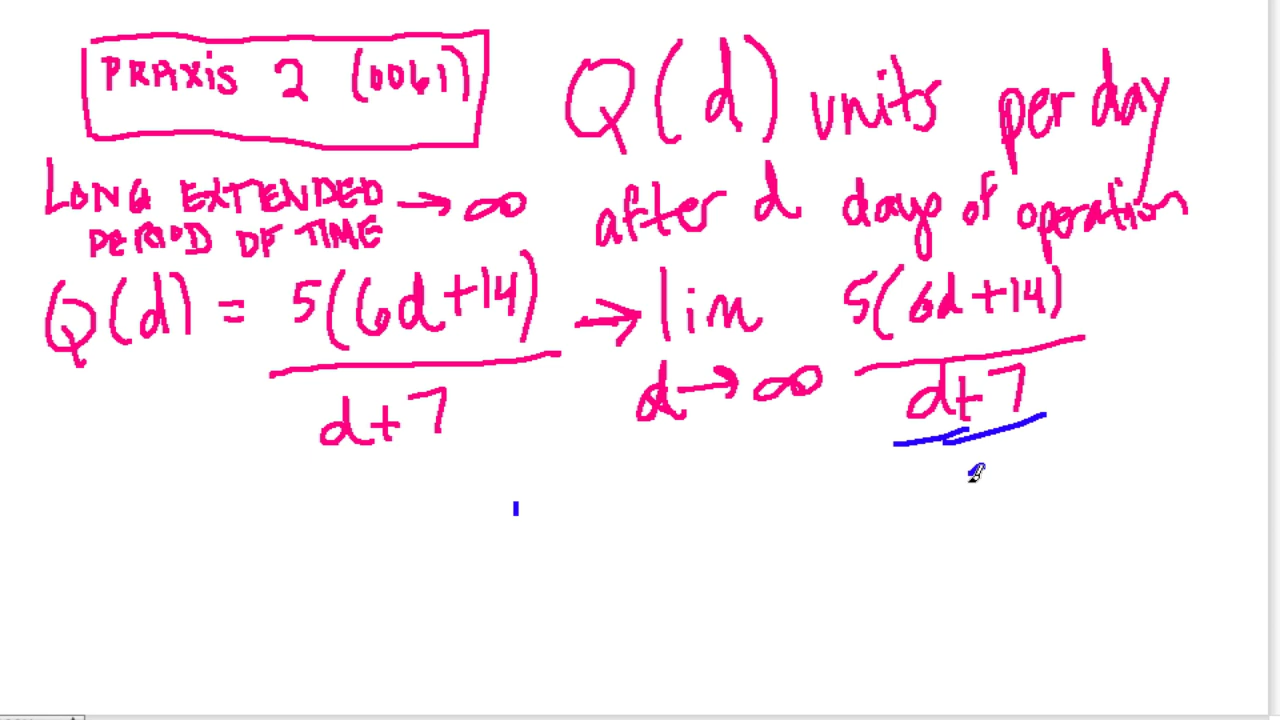 PRAXIS 2 (0061)
Q(d) units per day
after d days of operation
LONG EXTENDED
PERIOD OF TIME → ∞
Q(d) = 5(6d+14) / d+7 → lim d→∞ 5(6d+14) / d+7